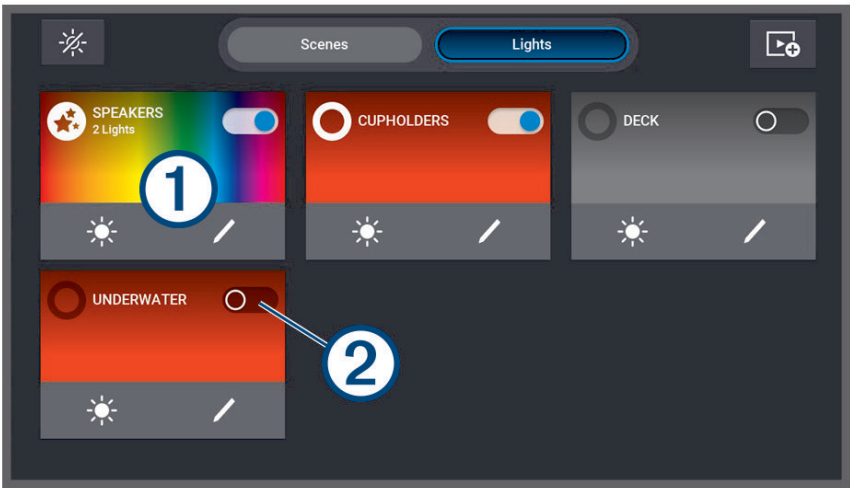 Scenes
Lights
SPEAKERS
2 Lights
CUPHOLDERS
DECK
1
UNDERWATER
2